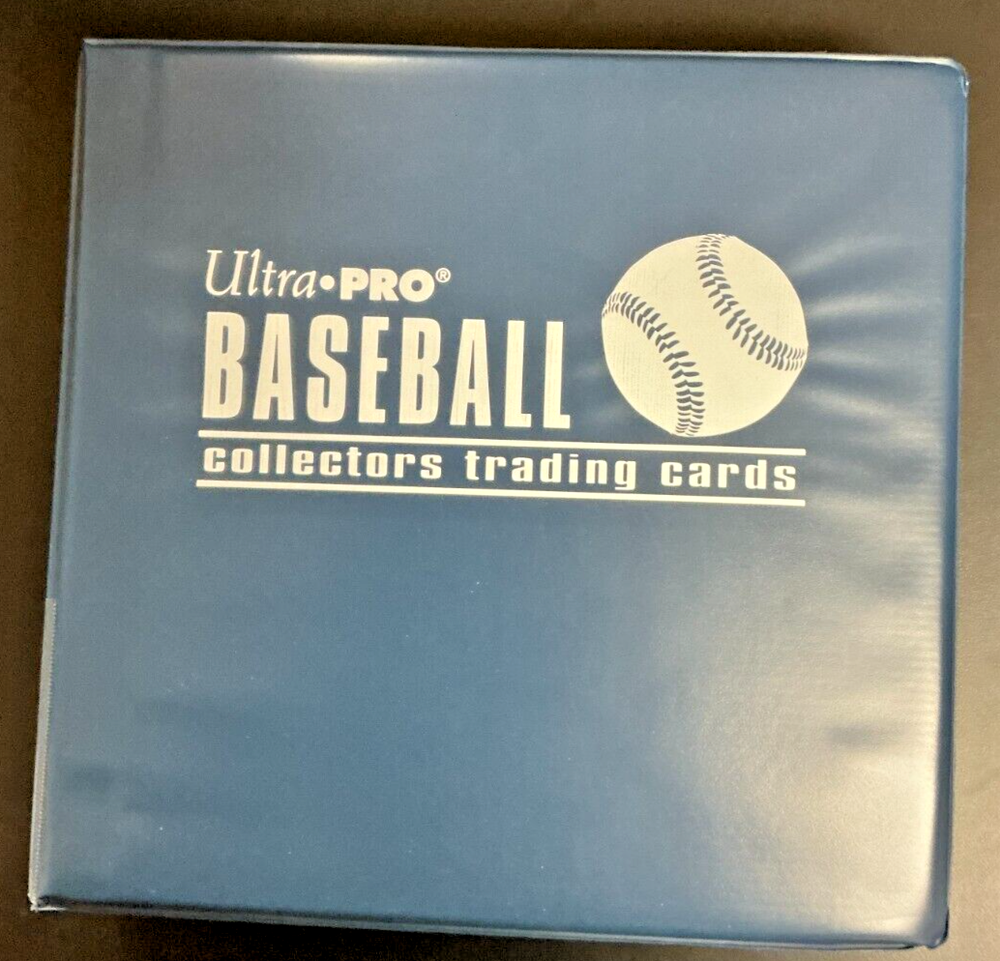 Ultra•PRO®
BASEBALL
collectors trading cards